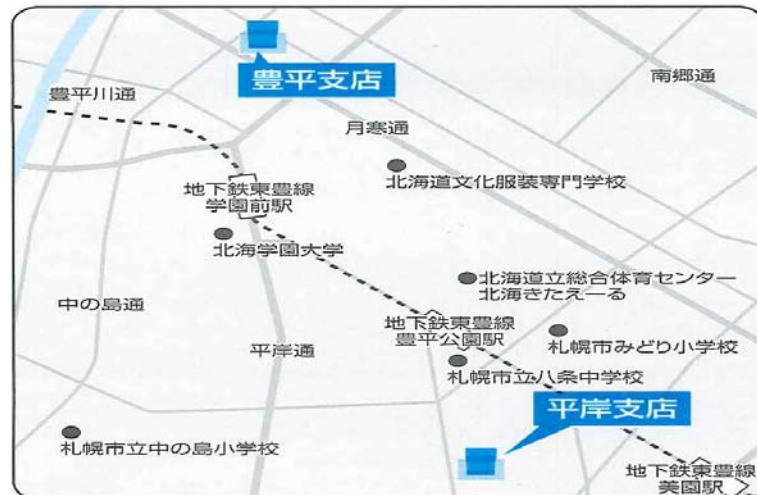 豊平支店
南郷通
豊平川通
月寒通
北海道文化服装専門学校
地下鉄東豊線
学園前駅
北海学園大学
北海道立総合体育センター
北海きたえーる
中の島通
地下鉄東豊線
豊平公園駅
札幌市みどり小学校
平岸通
札幌市立八条中学校
平岸支店
札幌市立中の島小学校
地下鉄東豊線
美園駅